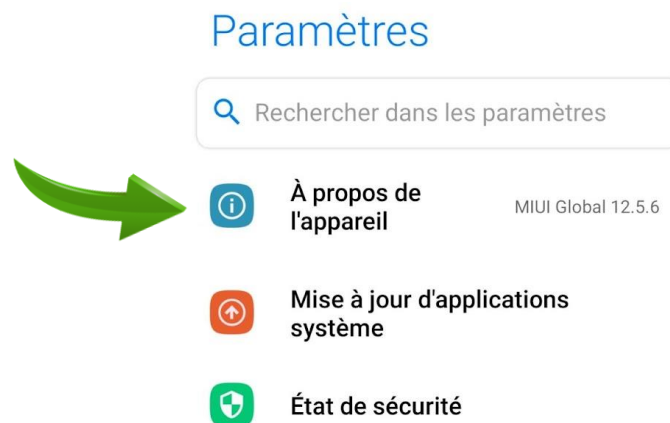 Paramètres
Rechercher dans les paramètres
À propos de
l'appareil
MIUI Global 12.5.6
Mise à jour d'applications
système
État de sécurité